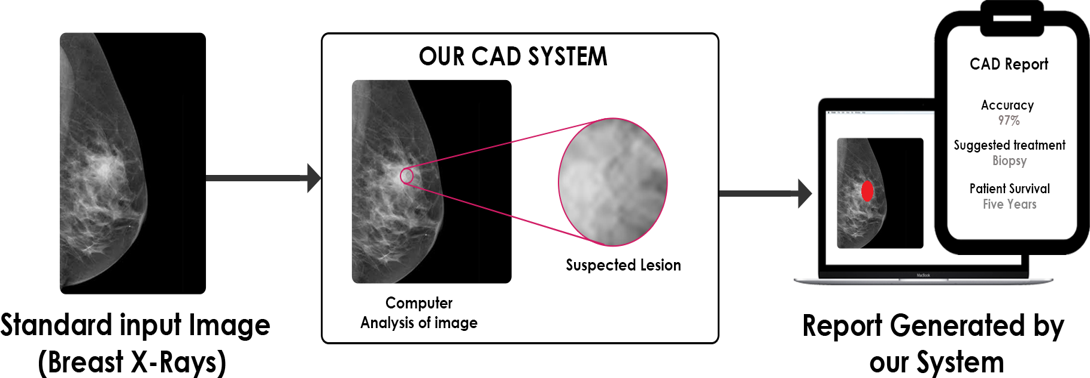 OUR CAD SYSTEM
Suspected Lesion
Computer
Analysis of image
Standard input Image
(Breast X-Rays)
CAD Report
Accuracy
97%
Suggested treatment
Biopsy
Patient Survival
Five Years
MacBook
Report Generated by
our System